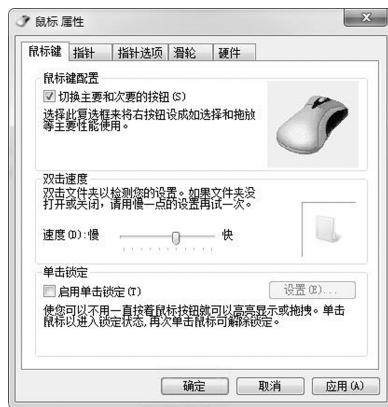 鼠标 属性
鼠标键 指针 指针选项 滑轮 硬件
鼠标键配置
切换主要和次要的按钮(S)
选择此复选框来将右按钮设成如选择和拖放
等主要性能使用。
双击速度
双击文件夹以检测您的设置。如果文件夹没
打开或关闭，请用慢一点的设置再试一次。
速度(D):慢 快
单击锁定
启用单击锁定(T) 设置(E)...
使您可以不用一直按着鼠标按钮就可以高亮显示或拖拽。单击
鼠标以进入锁定状态,再次单击鼠标可解除锁定。
确定 取消 应用(A)